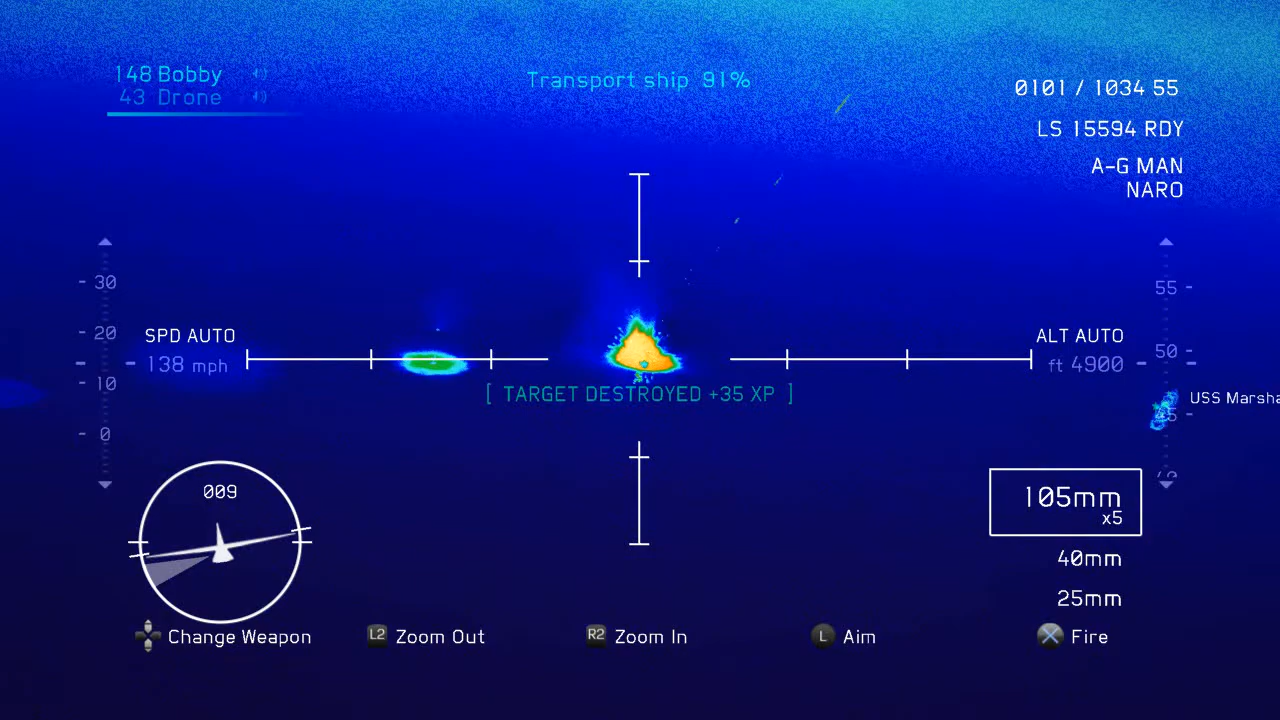 148 Bobby
43 Drone
Transport ship 91%
0101 / 1034 55
LS 15594 RDY
A-G MAN
NARO
30
20
10
0
SPD AUTO
138 mph
ALT AUTO
ft 4900
55
50
[ TARGET DESTROYED +35 XP ]
USS Marsha
009
105mm
x5
40mm
25mm
Change Weapon
L2 Zoom Out
R2 Zoom In
L Aim
Fire